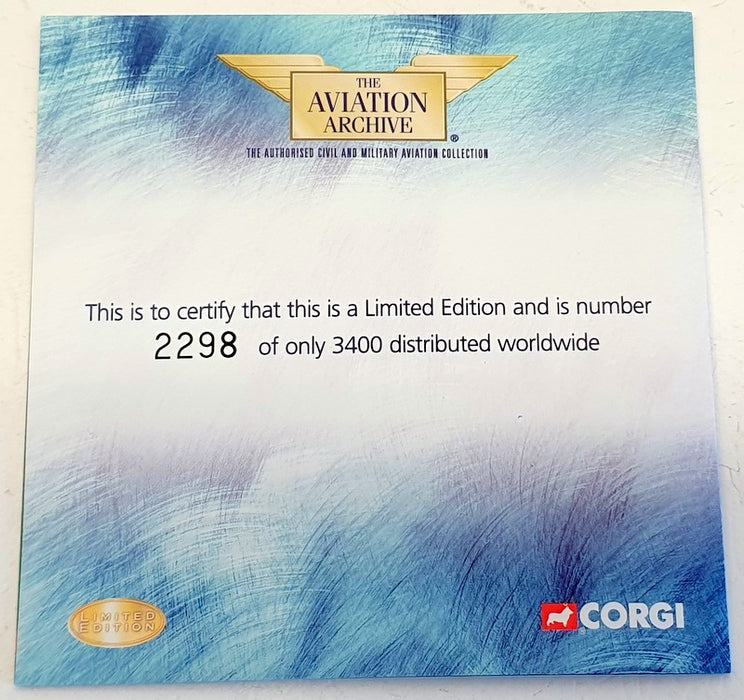 THE
AVIATION
ARCHIVE
®
THE AUTHORISED CIVIL AND MILITARY AVIATION COLLECTION
This is to certify that this is a Limited Edition and is number
2298 of only 3400 distributed worldwide
LIMITED
EDITION
CORGI
®